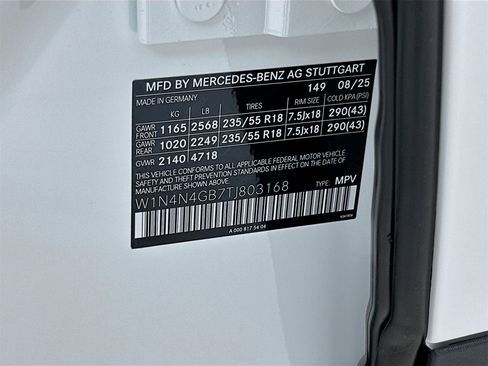 MFD BY MERCEDES-BENZ AG STUTTGART
149 08/25
MADE IN GERMANY
KG LB TIRES RIM SIZE COLD KPA (PSI)
GAWR FRONT 1165 2568 235/55 R18 7.5Jx18 290(43)
GAWR REAR 1020 2249 235/55 R18 7.5Jx18 290(43)
GVWR 2140 4718
THIS VEHICLE CONFORMS TO ALL APPLICABLE FEDERAL MOTOR VEHICLE
SAFETY AND THEFT PREVENTION STANDARDS IN EFFECT ON THE DATE OF
MANUFACTURE SHOWN ABOVE.
W1N4N4GB7TJ803168 TYPE: MPV
A 000 817 54 04